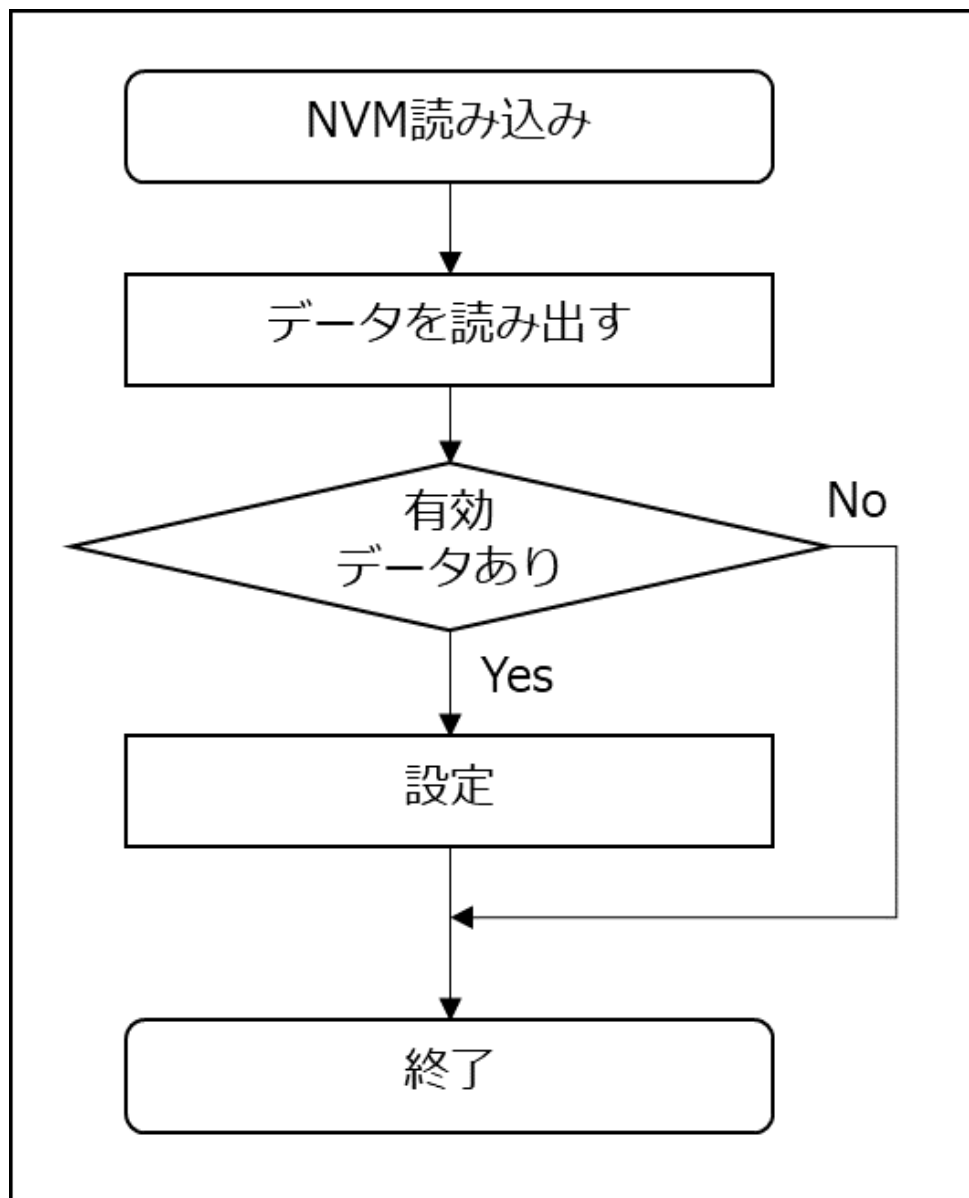 NVM読み込み
データを読み出す
有効
データあり
No
Yes
設定
終了